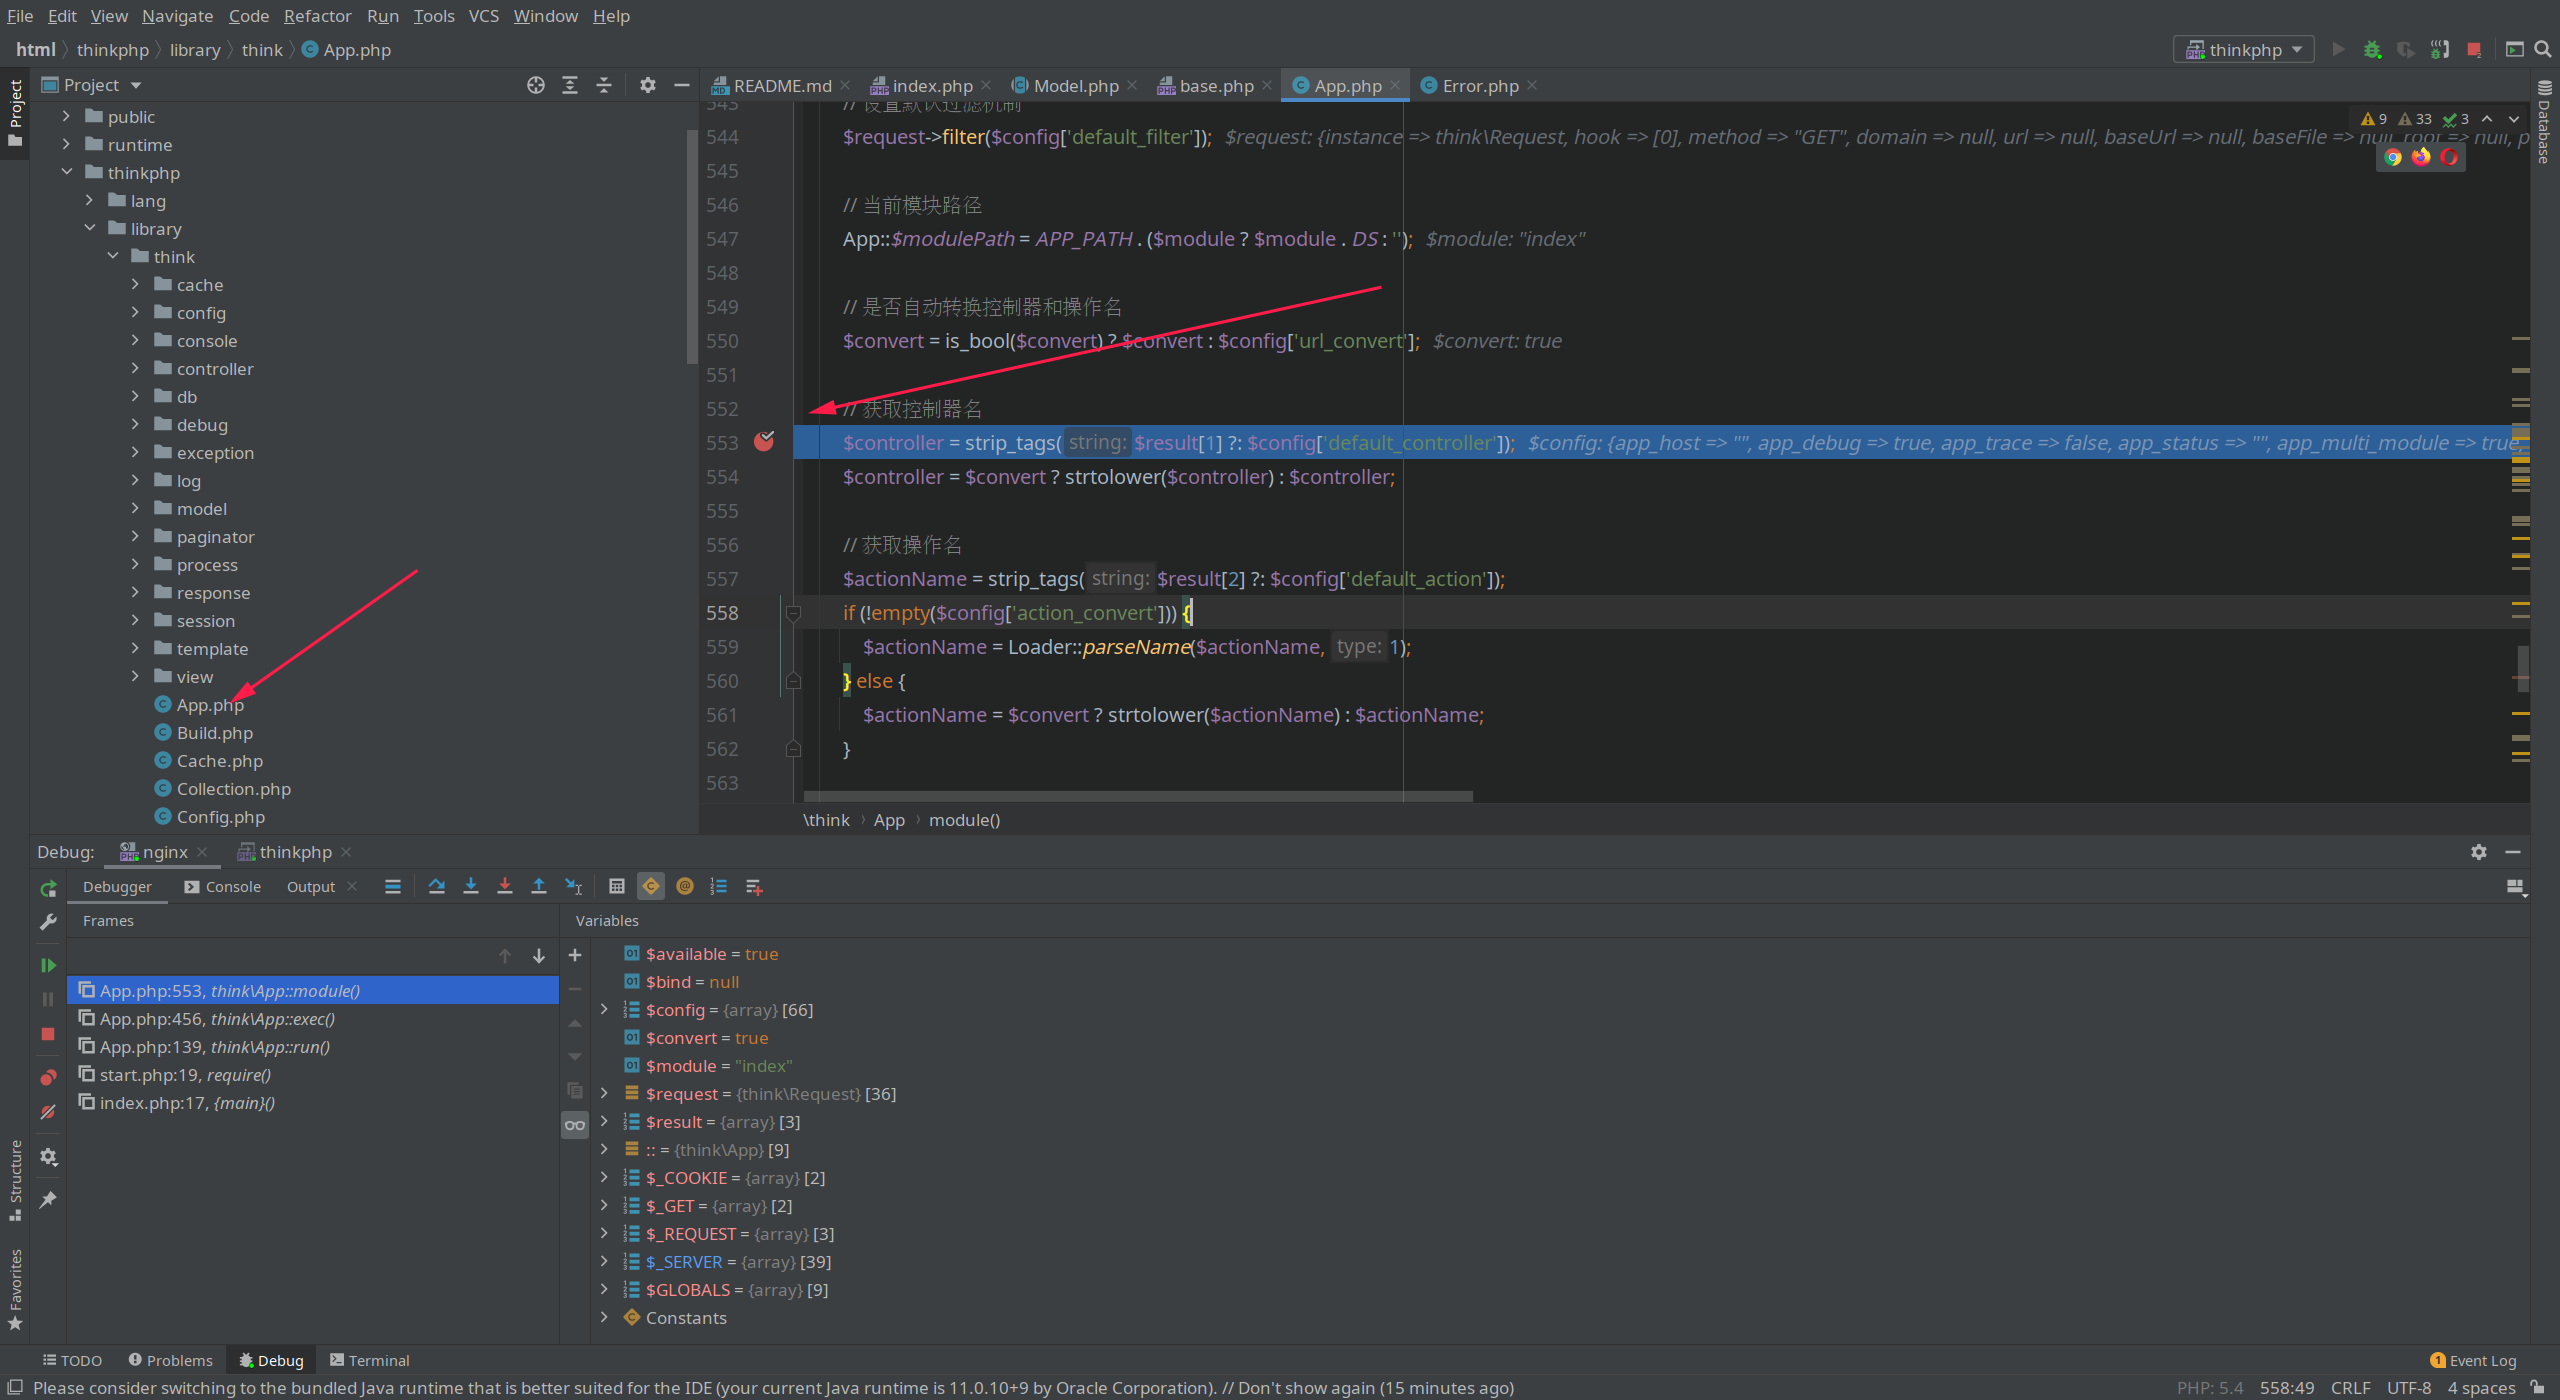 File Edit View Navigate Code Refactor Run Tools VCS Window Help
html thinkphp library think App.php
thinkphp
Project
README.md index.php Model.php base.php App.php Error.php
Project
Database
public
runtime
thinkphp
lang
library
think
cache
config
console
controller
db
debug
exception
log
model
paginator
process
response
session
template
view
App.php
Build.php
Cache.php
Collection.php
Config.php
9 33 3
543 // 设置默认过滤机制
544 $request->filter($config['default_filter']); $request: {instance => think\Request, hook => [0], method => "GET", domain => null, url => null, baseUrl => null, baseFile => null, root => null, p
545
546 // 当前模块路径
547 App::$modulePath = APP_PATH . ($module ? $module . DS : ''); $module: "index"
548
549 // 是否自动转换控制器和操作名
550 $convert = is_bool($convert) ? $convert : $config['url_convert']; $convert: true
551
552 // 获取控制器名
553 $controller = strip_tags( string: $result[1] ?: $config['default_controller']); $config: {app_host => "", app_debug => true, app_trace => false, app_status => "", app_multi_module => true,
554 $controller = $convert ? strtolower($controller) : $controller;
555
556 // 获取操作名
557 $actionName = strip_tags( string: $result[2] ?: $config['default_action']);
558 if (!empty($config['action_convert'])) {
559 $actionName = Loader::parseName($actionName, type: 1);
560 } else {
561 $actionName = $convert ? strtolower($actionName) : $actionName;
562 }
563
\think App module()
Debug: nginx thinkphp
Debugger Console Output
Frames
Variables
App.php:553, think\App::module()
App.php:456, think\App::exec()
App.php:139, think\App::run()
start.php:19, require()
index.php:17, {main}()
$available = true
$bind = null
$config = {array} [66]
$convert = true
$module = "index"
$request = {think\Request} [36]
$result = {array} [3]
:: = {think\App} [9]
$_COOKIE = {array} [2]
$_GET = {array} [2]
$_REQUEST = {array} [3]
$_SERVER = {array} [39]
$GLOBALS = {array} [9]
Constants
Structure
Favorites
TODO Problems Debug Terminal
1 Event Log
Please consider switching to the bundled Java runtime that is better suited for the IDE (your current Java runtime is 11.0.10+9 by Oracle Corporation). // Don't show again (15 minutes ago)
PHP: 5.4 558:49 CRLF UTF-8 4 spaces